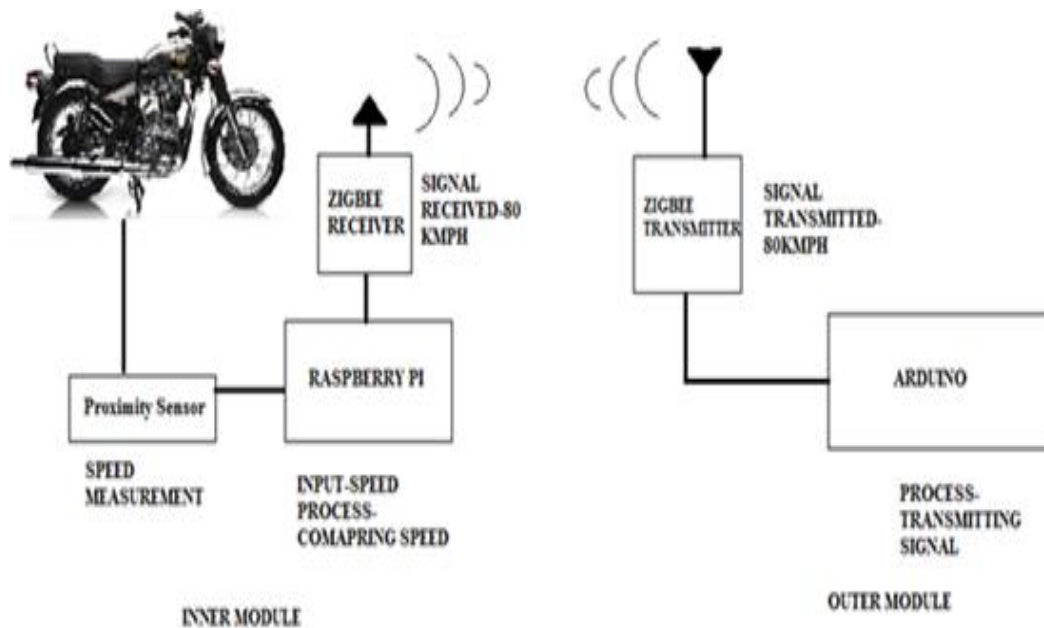 ZIGBEE
RECEIVER
SIGNAL
RECEIVED-80
KMPH
ZIGBEE
TRANSMITTER
SIGNAL
TRANSMITTED-
80KMPH
Proximity Sensor
RASPBERRY PI
ARDUINO
SPEED
MEASUREMENT
INPUT-SPEED
PROCESS-
COMAPRING SPEED
PROCESS-
TRANSMITTING
SIGNAL
INNER MODULE
OUTER MODULE